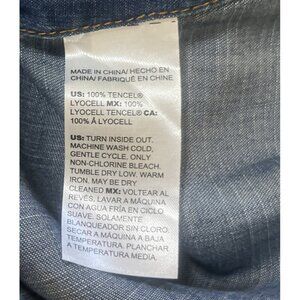 MADE IN CHINA/ HECHO EN
CHINA/ FABRIQUÉ EN CHINE
US: 100% TENCEL®
LYOCELL MX: 100%
LYOCELL TENCEL® CA:
100% Â LYOCELL
US: TURN INSIDE OUT.
MACHINE WASH COLD,
GENTLE CYCLE. ONLY
NON-CHLORINE BLEACH.
TUMBLE DRY LOW. WARM
IRON. MAY BE DRY
CLEANED MX: VOLTEAR AL
REVÉS, LAVAR A MÁQUINA
CON AGUA FRÍA EN CICLO
SUAVE. SOLAMENTE
BLANQUEADOR SIN CLORO.
SECAR A MÁQUINA A BAJA
TEMPERATURA. PLANCHAR
A TEMPERATURA MEDIA.